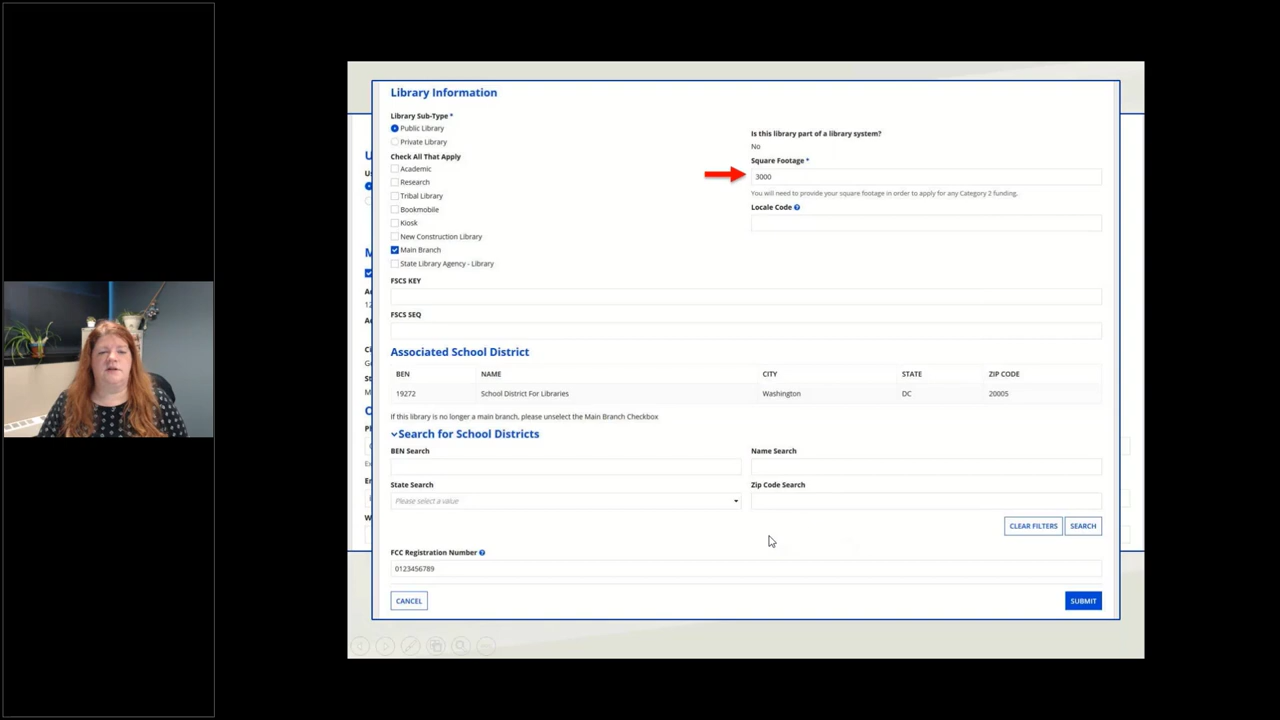 Library Information
Library Sub-Type *
Public Library
Private Library
Check All That Apply
Academic
Research
Tribal Library
Bookmobile
Kiosk
New Construction Library
Main Branch
State Library Agency - Library
Is this library part of a library system?
No
Square Footage *
3000
You will need to provide your square footage in order to apply for any Category 2 funding.
Locale Code
FSCS KEY
FSCS SEQ
Associated School District
BEN NAME CITY STATE ZIP CODE
19272 School District For Libraries Washington DC 20005
If this library is no longer a main branch, please unselect the Main Branch Checkbox
Search for School Districts
BEN Search
Name Search
State Search
Please select a value
Zip Code Search
CLEAR FILTERS SEARCH
FCC Registration Number
0123456789
CANCEL SUBMIT